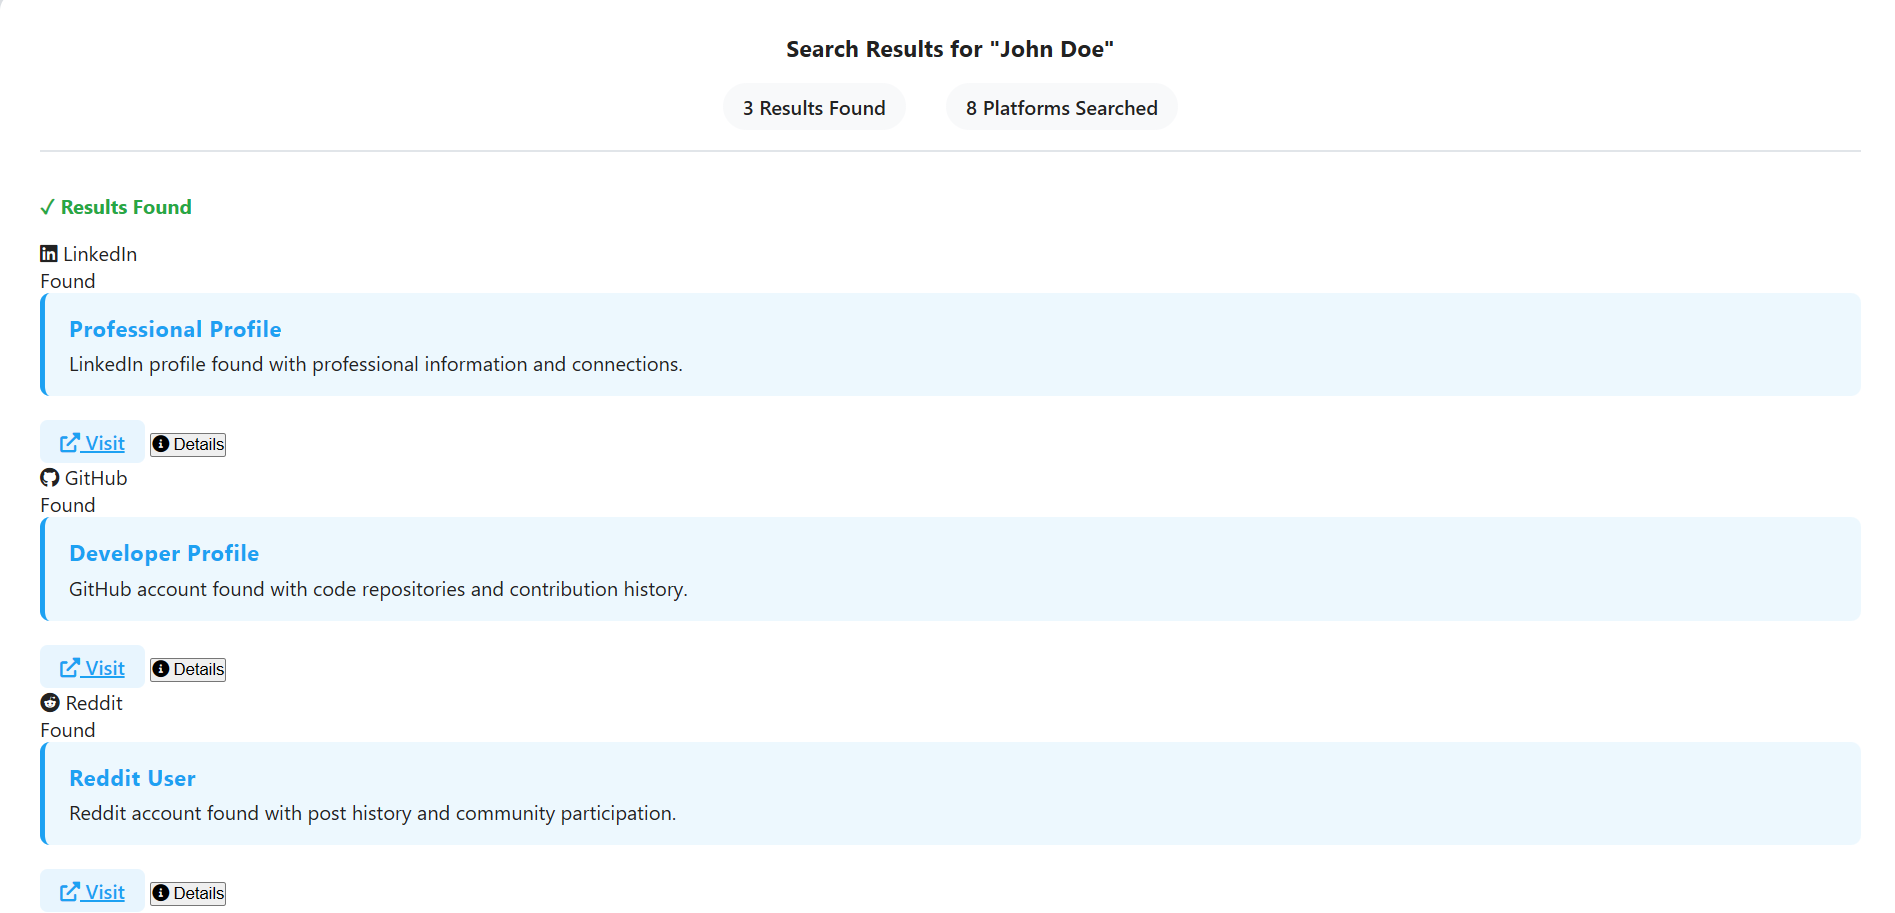 Search Results for "John Doe"
3 Results Found
8 Platforms Searched
✓ Results Found
LinkedIn
Found
Professional Profile
LinkedIn profile found with professional information and connections.
Visit Details
GitHub
Found
Developer Profile
GitHub account found with code repositories and contribution history.
Visit Details
Reddit
Found
Reddit User
Reddit account found with post history and community participation.
Visit Details